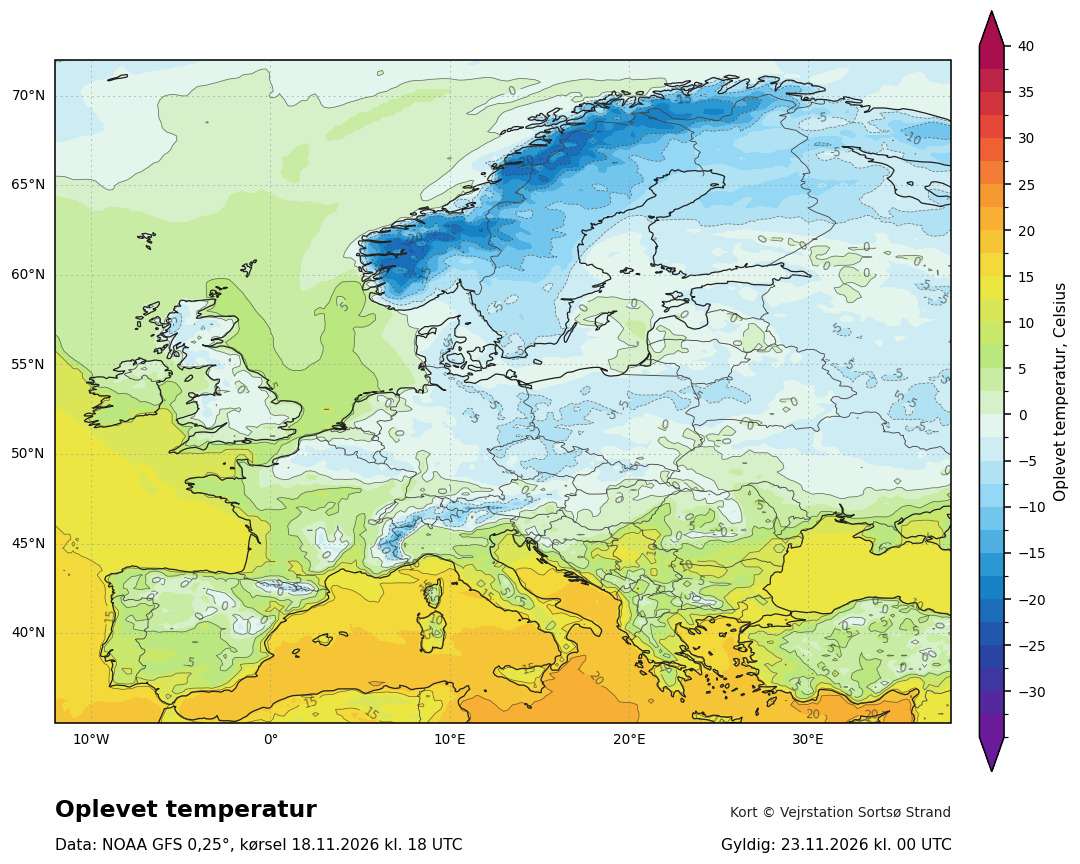 70°N
65°N
60°N
55°N
50°N
45°N
40°N
10°W
0°
10°E
20°E
30°E
40
35
30
25
20
15
10
5
0
−5
−10
−15
−20
−25
−30
Oplevet temperatur, Celsius
Oplevet temperatur
Kort © Vejrstation Sortsø Strand
Data: NOAA GFS 0,25°, kørsel 18.11.2026 kl. 18 UTC
Gyldig: 23.11.2026 kl. 00 UTC